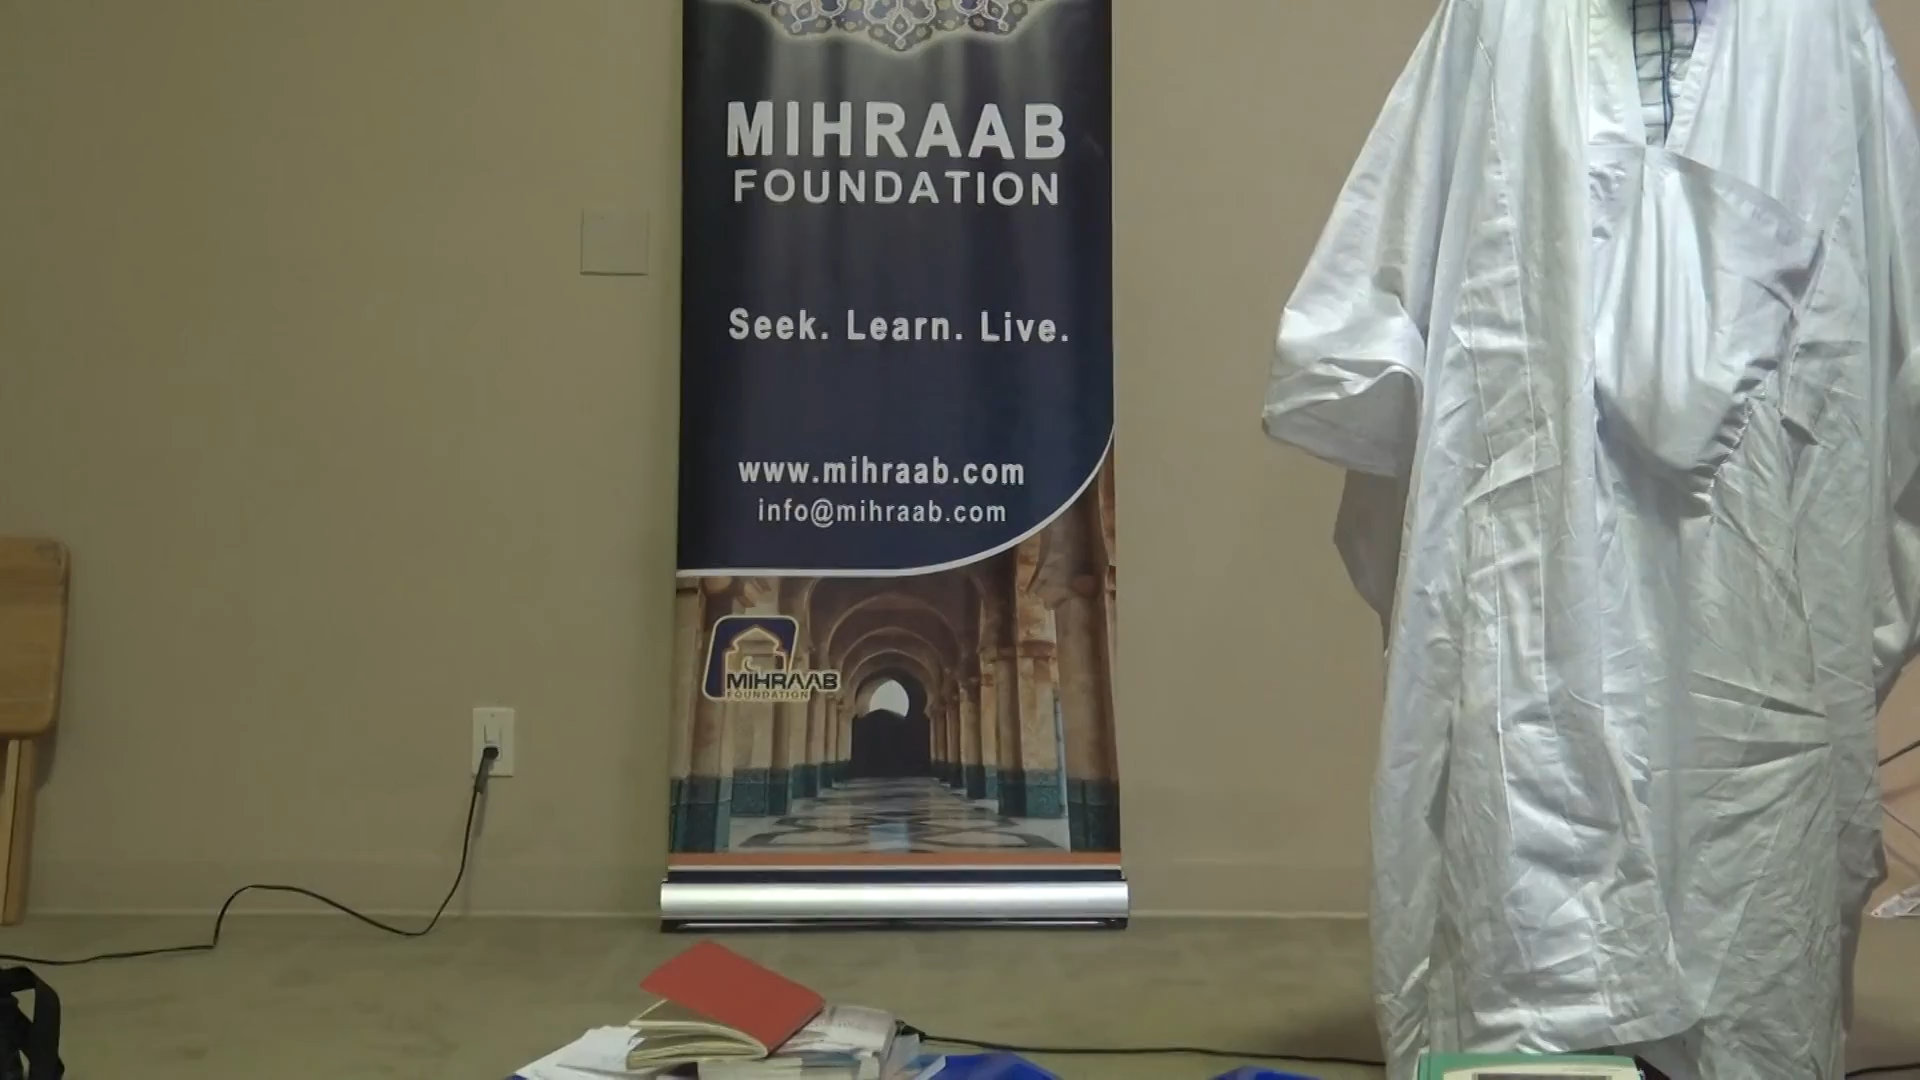 MIHRAAB
FOUNDATION
Seek. Learn. Live.
www.mihraab.com
info@mihraab.com
MIHRAAB
FOUNDATION